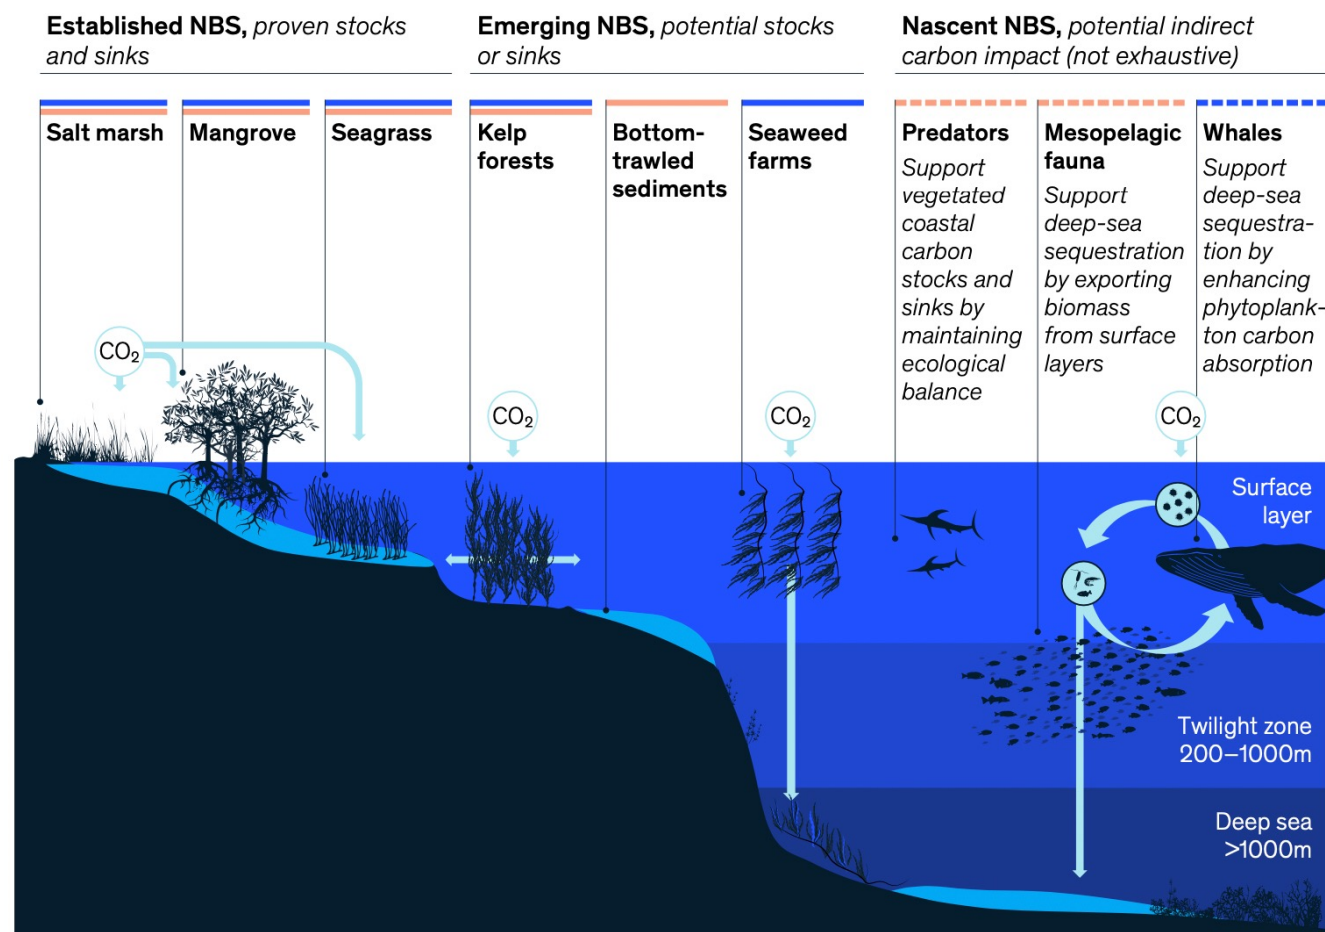 Established NBS, proven stocks
and sinks
Emerging NBS, potential stocks
or sinks
Nascent NBS, potential indirect
carbon impact (not exhaustive)
Salt marsh
Mangrove
Seagrass
Kelp
forests
Bottom-
trawled
sediments
Seaweed
farms
Predators
Support
vegetated
coastal
carbon
stocks and
sinks by
maintaining
ecological
balance
Mesopelagic
fauna
Support
deep-sea
sequestration
by exporting
biomass
from surface
layers
Whales
Support
deep-sea
sequestra-
tion by
enhancing
phytoplank-
ton carbon
absorption
CO₂
CO₂
CO₂
CO₂
Surface
layer
Twilight zone
200–1000m
Deep sea
>1000m